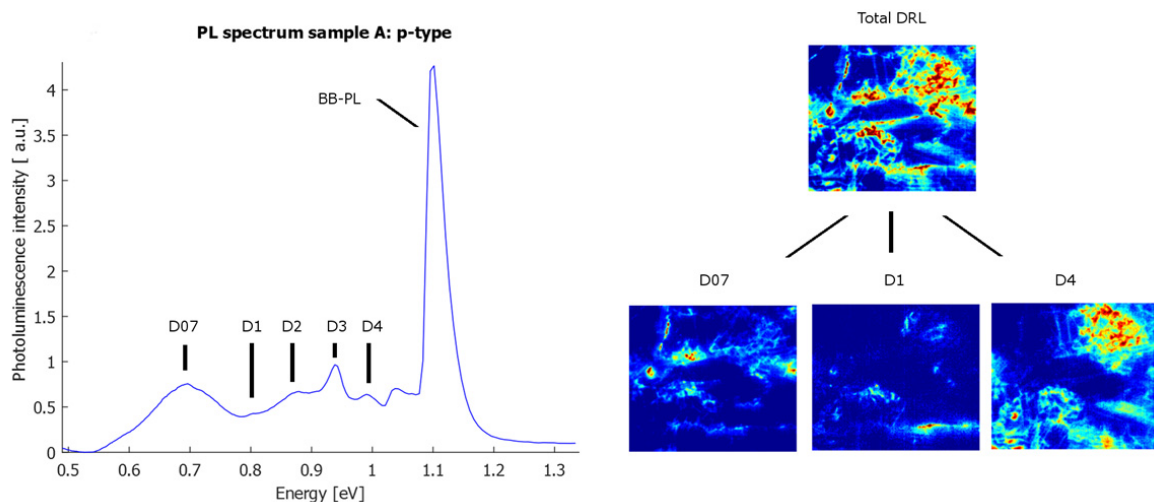 PL spectrum sample A: p-type
Photoluminescence intensity [ a.u.]
4
3.5
3
2.5
2
1.5
1
0.5
0
BB-PL
D07
D1
D2
D3
D4
0.5
0.6
0.7
0.8
0.9
1
1.1
1.2
1.3
Energy [eV]
Total DRL
D07
D1
D4